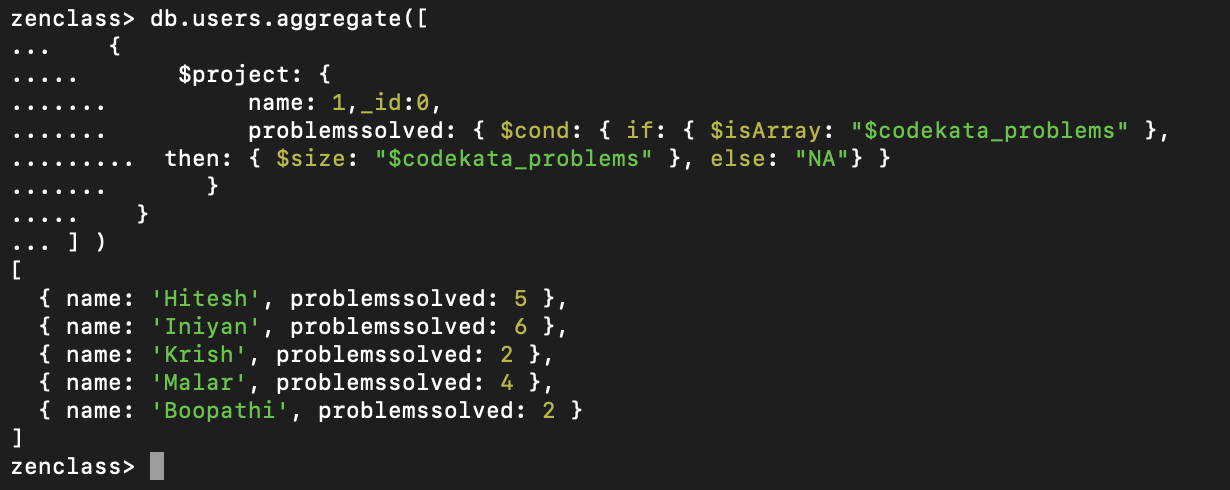 zenclass> db.users.aggregate([
...    {
.....       $project: {
.......          name: 1,_id:0,
.......          problemssolved: { $cond: { if: { $isArray: "$codekata_problems" },
.........  then: { $size: "$codekata_problems" }, else: "NA"} }
.......       }
.....    }
... ] )
[
  { name: 'Hitesh', problemssolved: 5 },
  { name: 'Iniyan', problemssolved: 6 },
  { name: 'Krish', problemssolved: 2 },
  { name: 'Malar', problemssolved: 4 },
  { name: 'Boopathi', problemssolved: 2 }
]
zenclass>